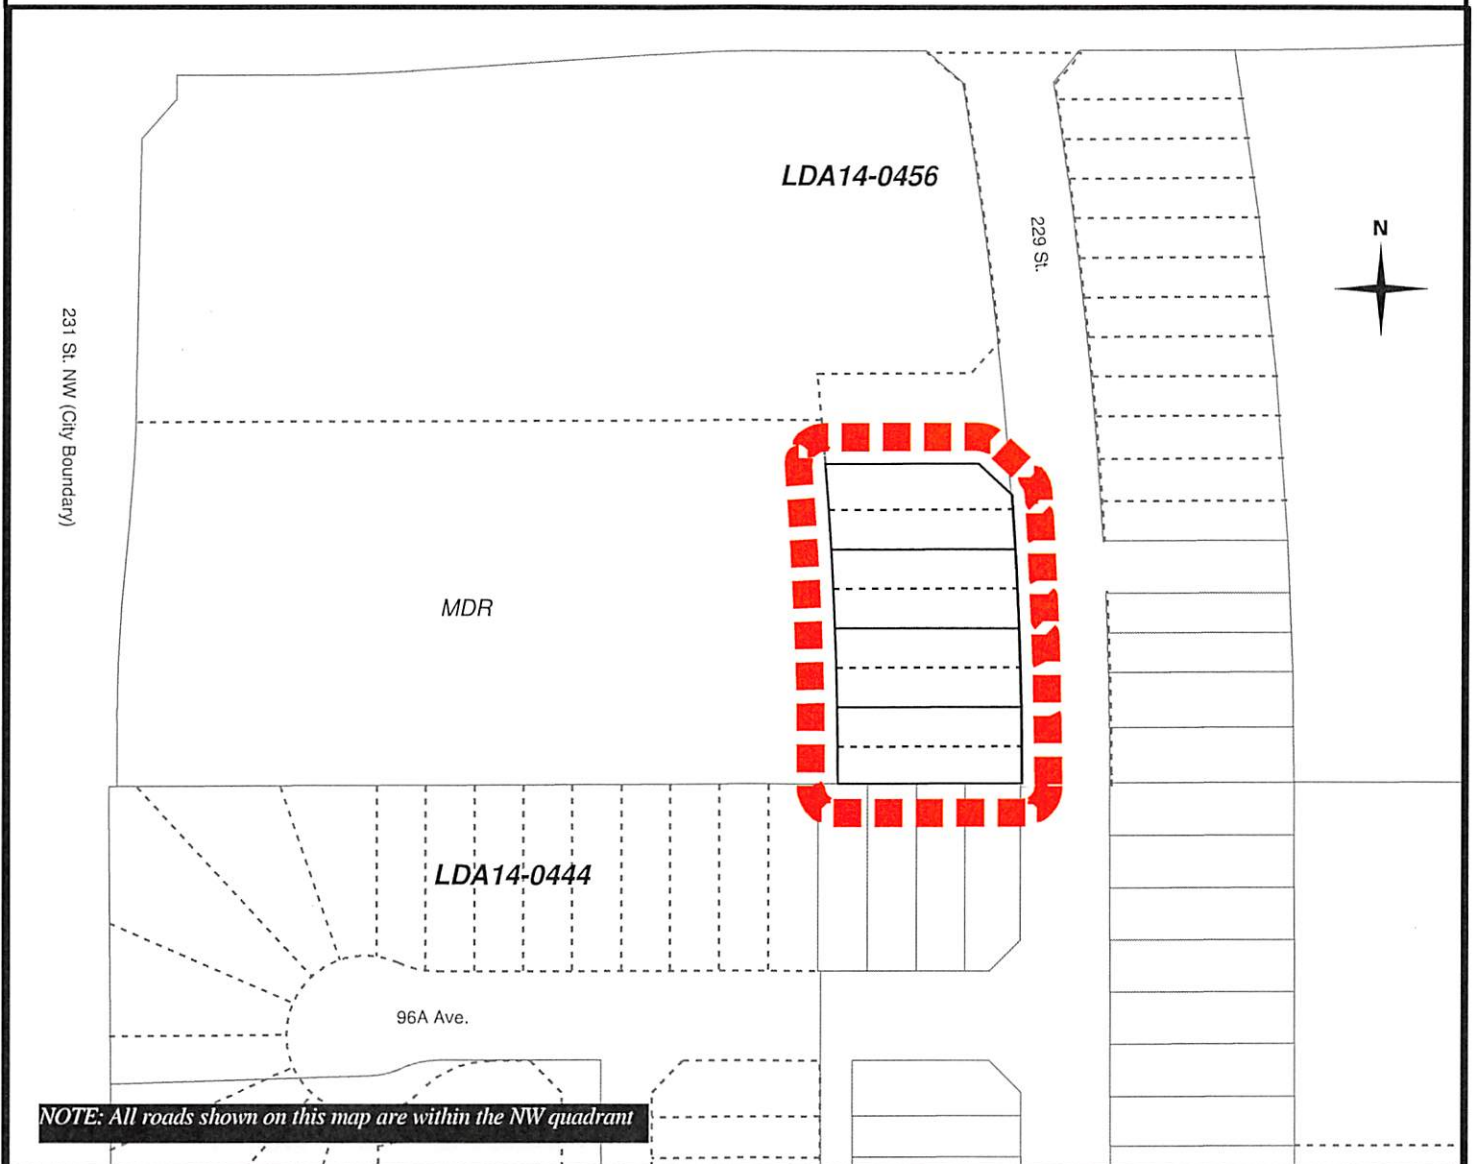 LDA14-0456
229 St.
N
231 St. NW (City Boundary)
MDR
LDA14-0444
96A Ave.
NOTE: All roads shown on this map are within the NW quadrant